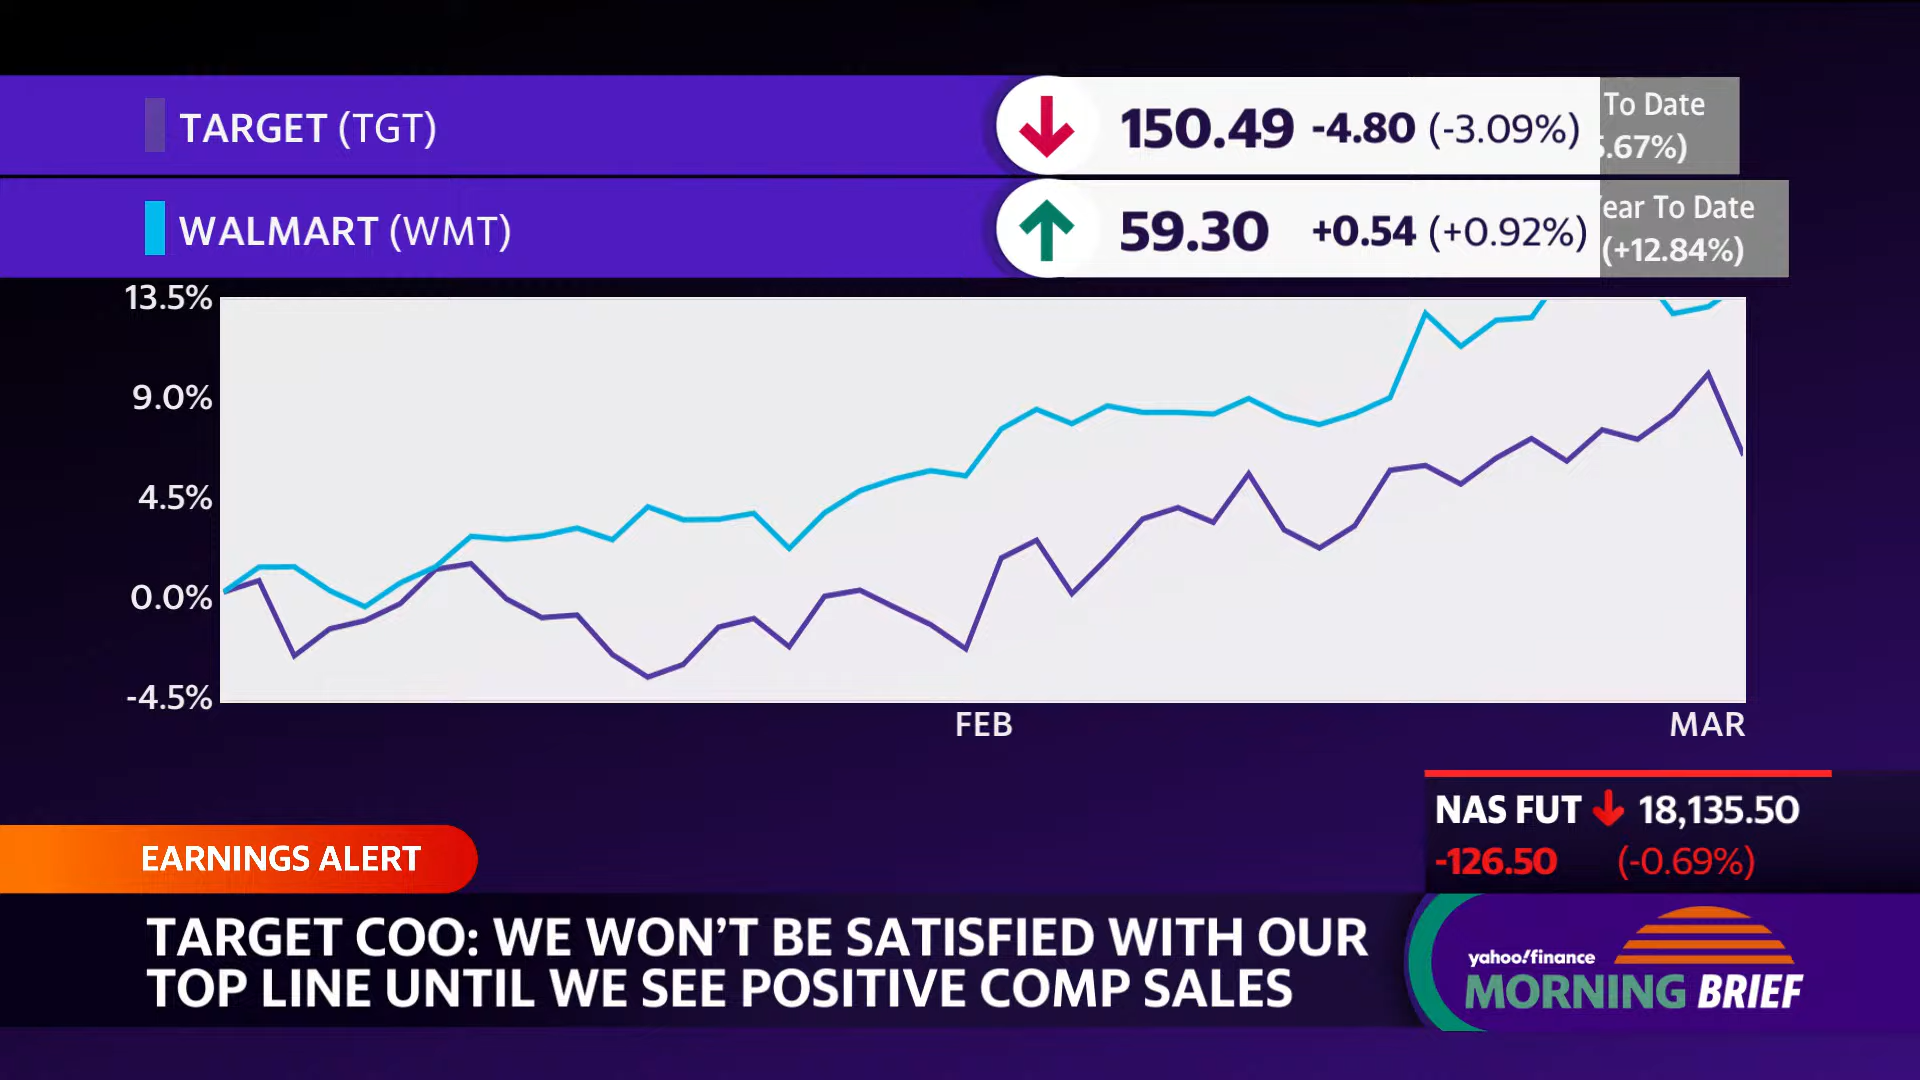 TARGET (TGT)
150.49 -4.80 (-3.09%)
To Date
.67%)
WALMART (WMT)
59.30 +0.54 (+0.92%)
ear To Date
(+12.84%)
13.5%
9.0%
4.5%
0.0%
-4.5%
FEB
MAR
NAS FUT 18,135.50
-126.50 (-0.69%)
EARNINGS ALERT
TARGET COO: WE WON'T BE SATISFIED WITH OUR
TOP LINE UNTIL WE SEE POSITIVE COMP SALES
yahoo!finance
MORNING BRIEF